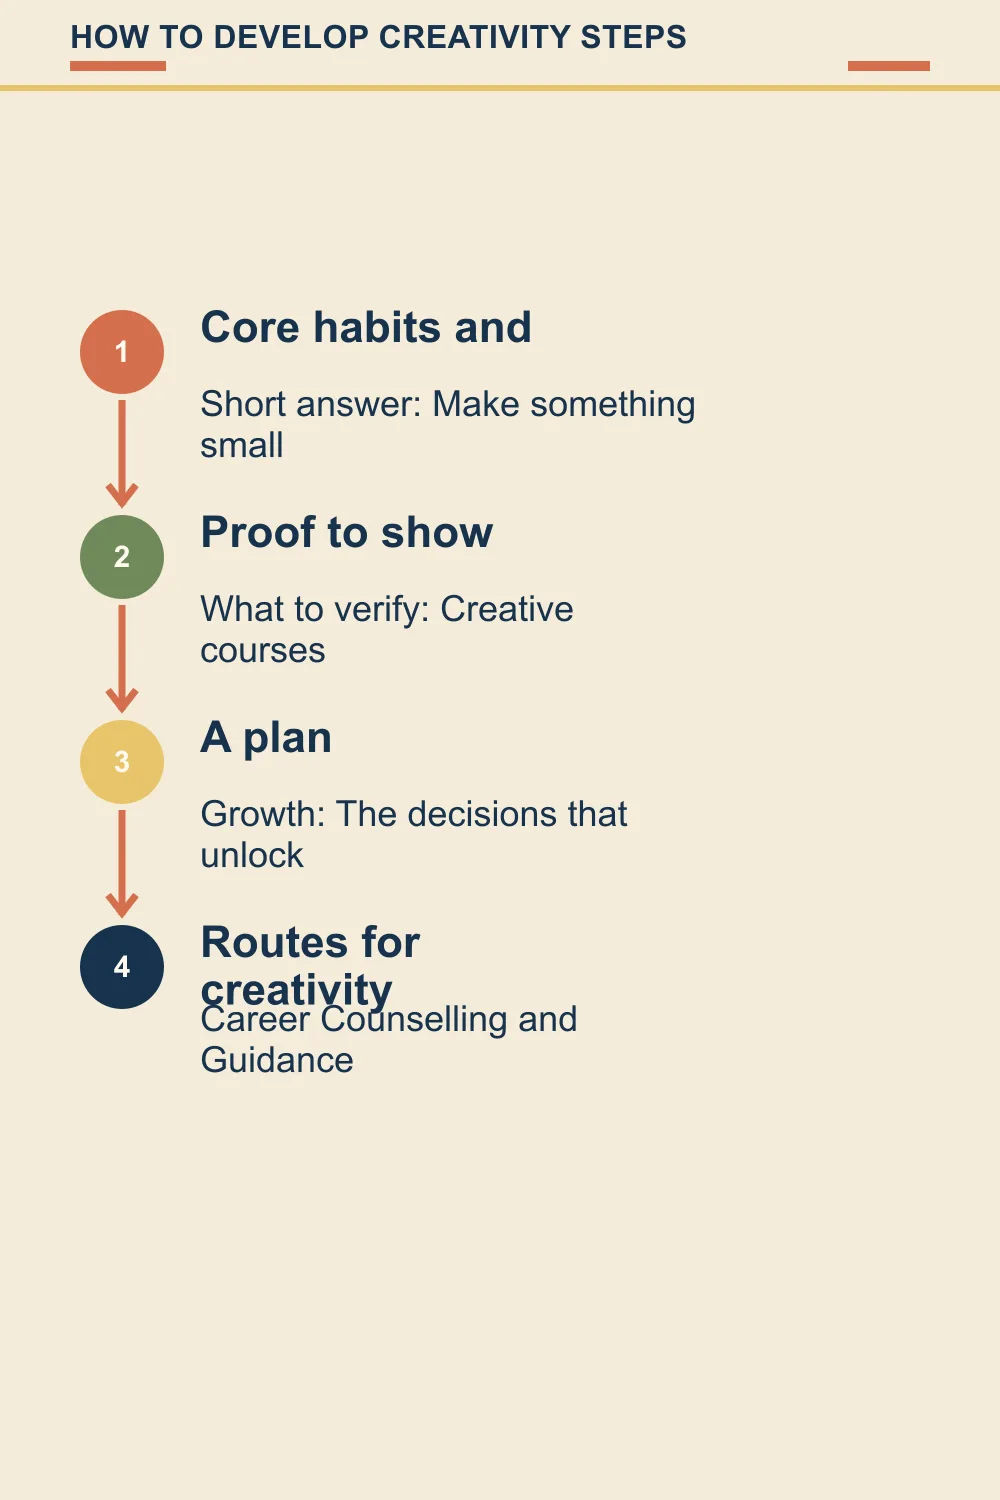 HOW TO DEVELOP CREATIVITY STEPS
1
Core habits and
Short answer: Make something
small
2
Proof to show
What to verify: Creative
courses
3
A plan
Growth: The decisions that
unlock
4
Routes for
creativity
Career Counselling and
Guidance